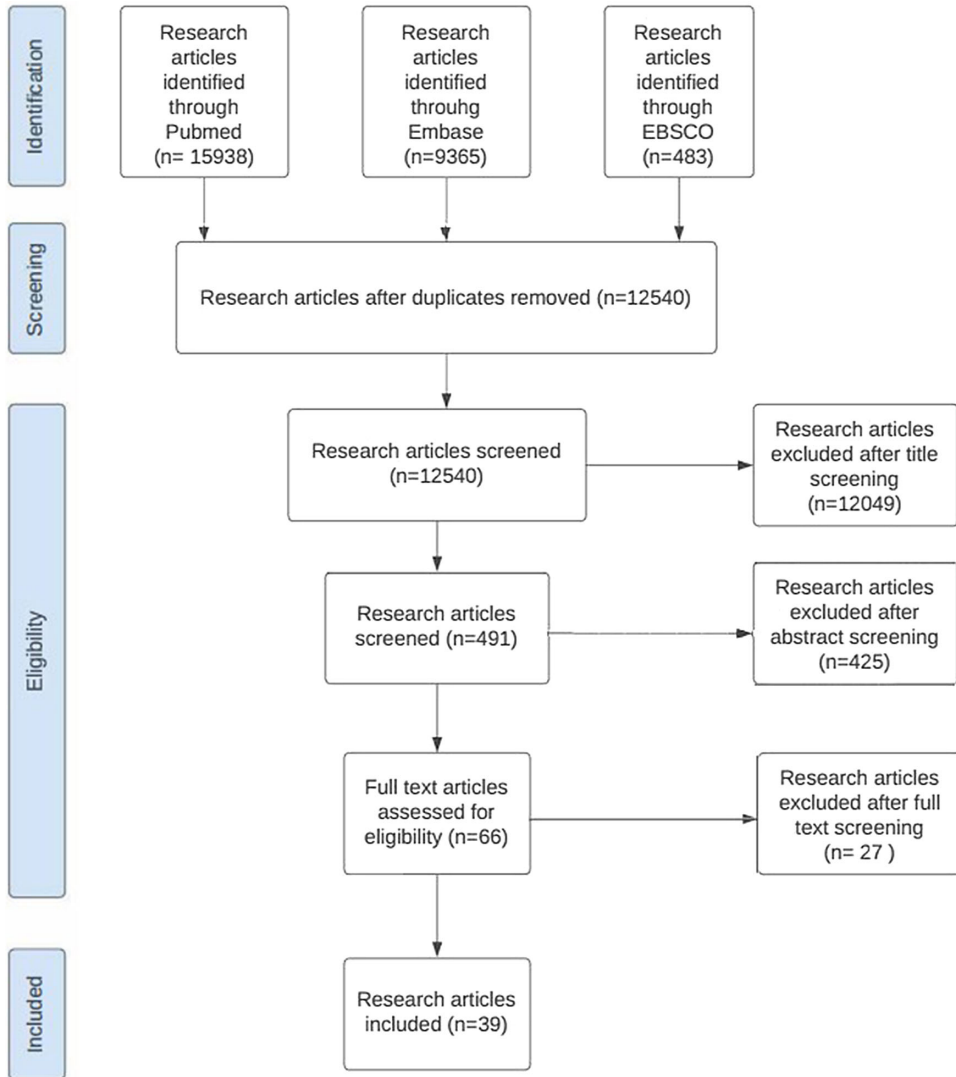 Identification
Research
articles
identified
through
Pubmed
(n= 15938)
Research
articles
identified
throuhg
Embase
(n=9365)
Research
articles
identified
through
EBSCO
(n=483)
Screening
Research articles after duplicates removed (n=12540)
Eligibility
Research articles screened
(n=12540)
Research articles
excluded after title
screening
(n=12049)
Research articles
screened (n=491)
Research articles
excluded after
abstract screening
(n=425)
Full text articles
assessed for
eligibility (n=66)
Research articles
excluded after full
text screening
(n= 27 )
Included
Research articles
included (n=39)